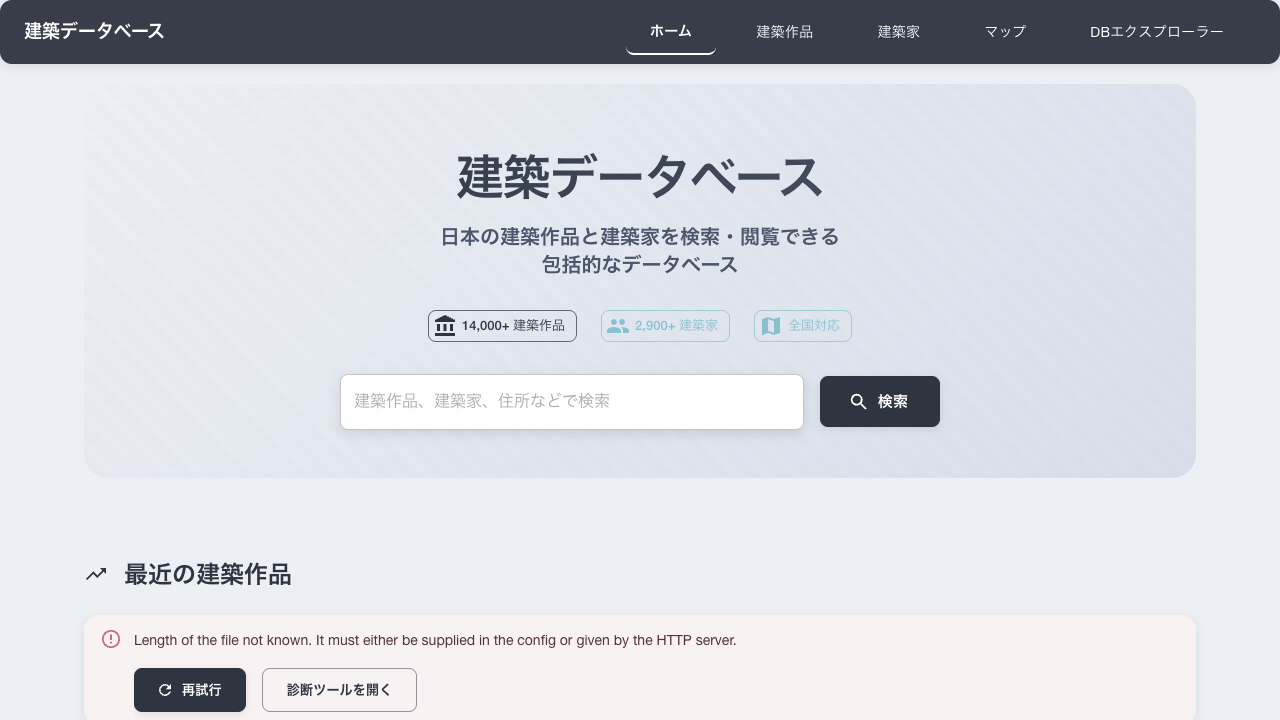 建築データベース
ホーム
建築作品
建築家
マップ
DBエクスプローラー
建築データベース
日本の建築作品と建築家を検索・閲覧できる
包括的なデータベース
14,000+ 建築作品
2,900+ 建築家
全国対応
建築作品、建築家、住所などで検索
検索
最近の建築作品
Length of the file not known. It must either be supplied in the config or given by the HTTP server.
再試行
診断ツールを開く